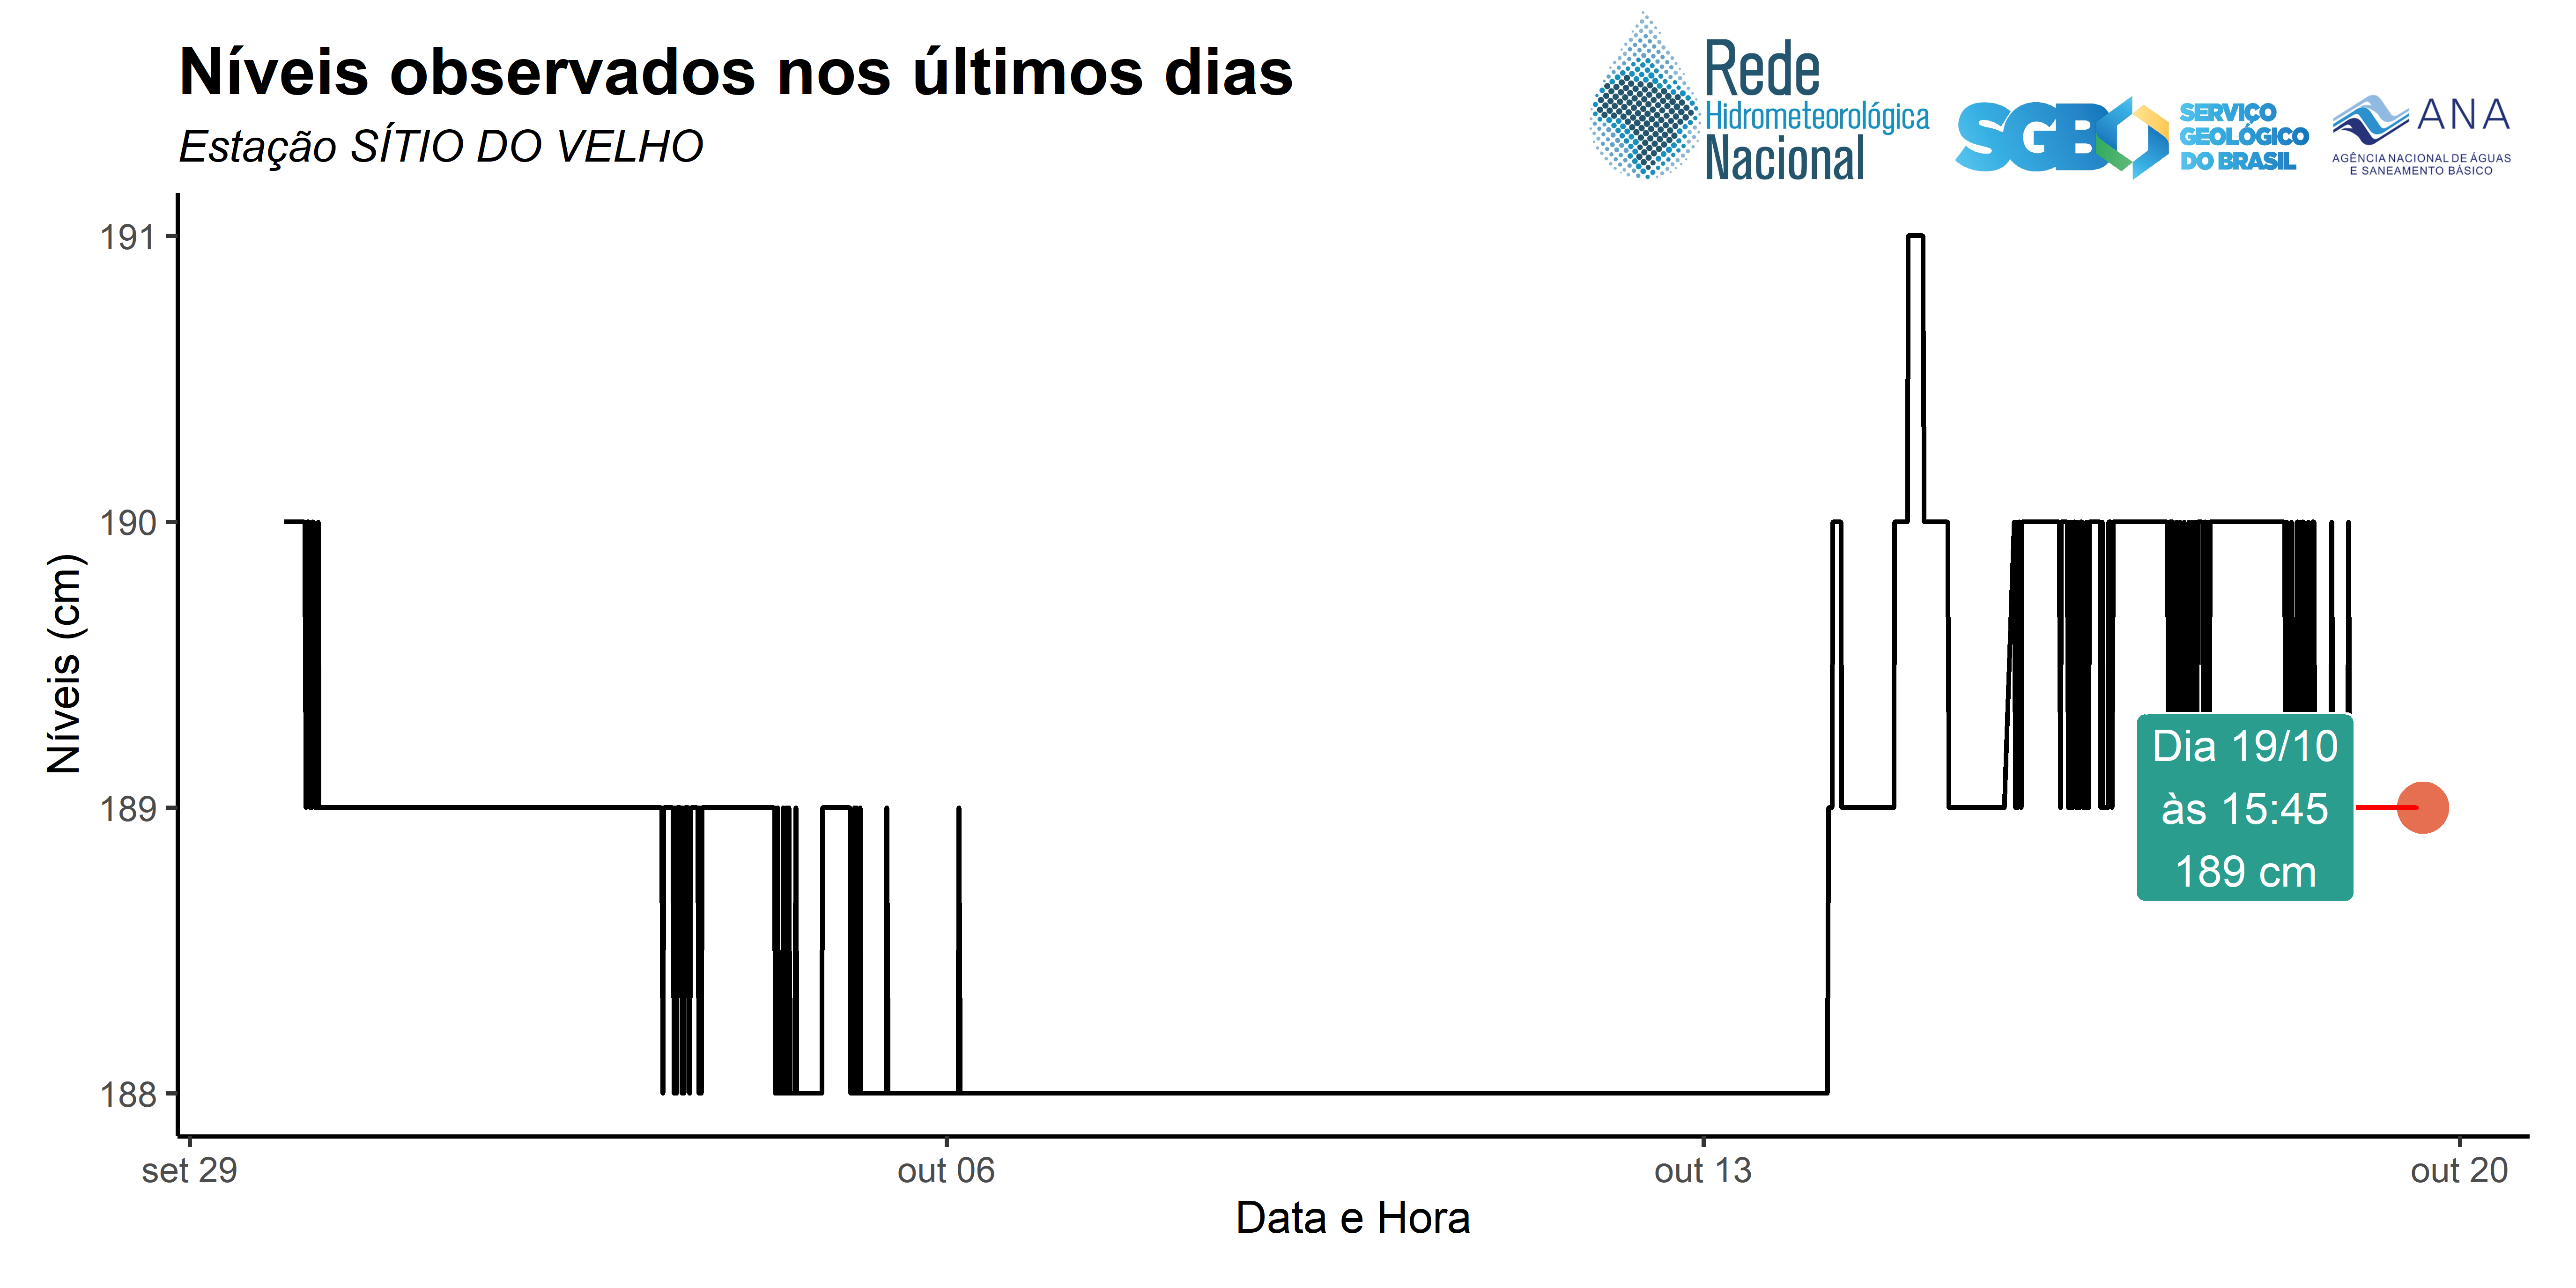 Níveis observados nos últimos dias
Estação SÍTIO DO VELHO
Rede
Hidrometeorológica
Nacional
SGB
SERVIÇO
GEOLÓGICO
DO BRASIL
ANA
AGÊNCIA NACIONAL DE ÁGUAS
E SANEAMENTO BÁSICO
Níveis (cm)
191
190
189
188
Dia 19/10
às 15:45
189 cm
set 29
out 06
out 13
out 20
Data e Hora